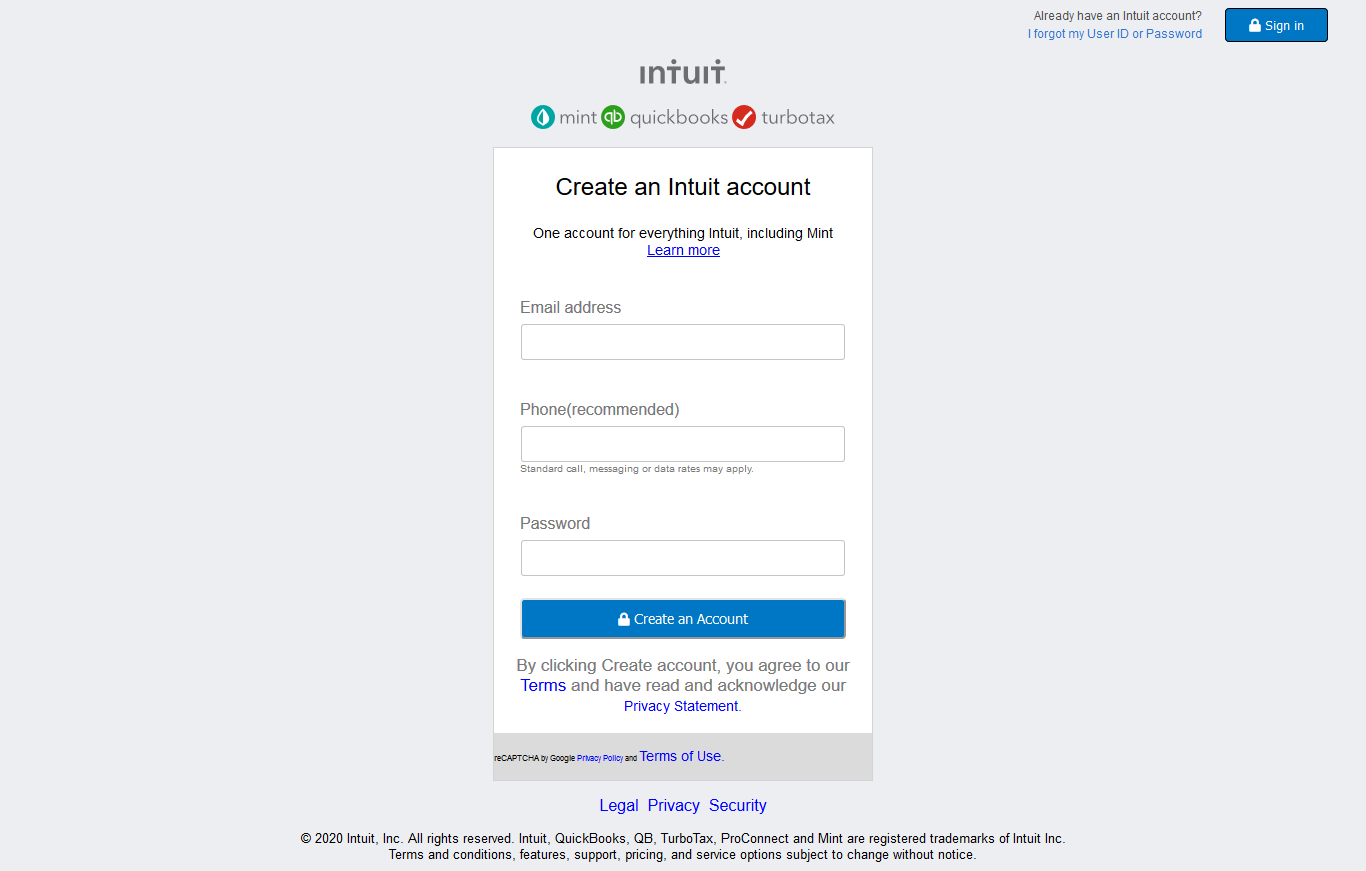 Already have an Intuit account?
I forgot my User ID or Password
Sign in
INTUIT.
mint quickbooks turbotax
Create an Intuit account
One account for everything Intuit, including Mint
Learn more
Email address
Phone(recommended)
Standard call, messaging or data rates may apply.
Password
Create an Account
By clicking Create account, you agree to our
Terms and have read and acknowledge our
Privacy Statement.
reCAPTCHA by Google Privacy Policy and Terms of Use.
Legal Privacy Security
© 2020 Intuit, Inc. All rights reserved. Intuit, QuickBooks, QB, TurboTax, ProConnect and Mint are registered trademarks of Intuit Inc.
Terms and conditions, features, support, pricing, and service options subject to change without notice.